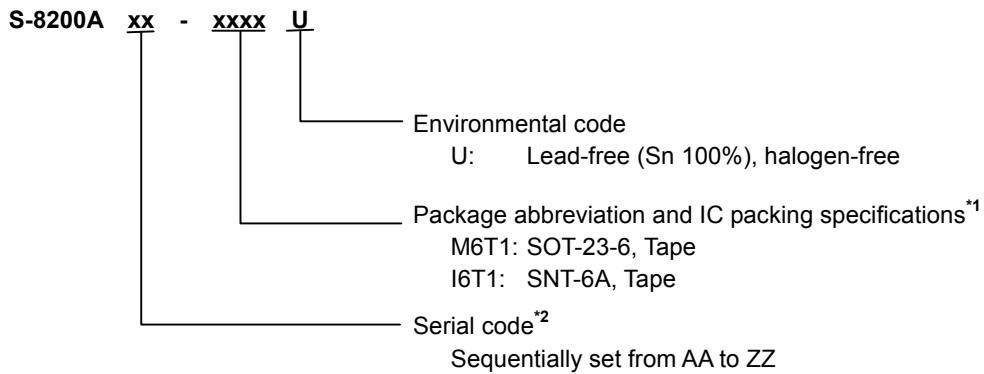 S-8200A xx - xxxx U
Environmental code
U: Lead-free (Sn 100%), halogen-free
Package abbreviation and IC packing specifications*1
M6T1: SOT-23-6, Tape
I6T1: SNT-6A, Tape
Serial code*2
Sequentially set from AA to ZZ